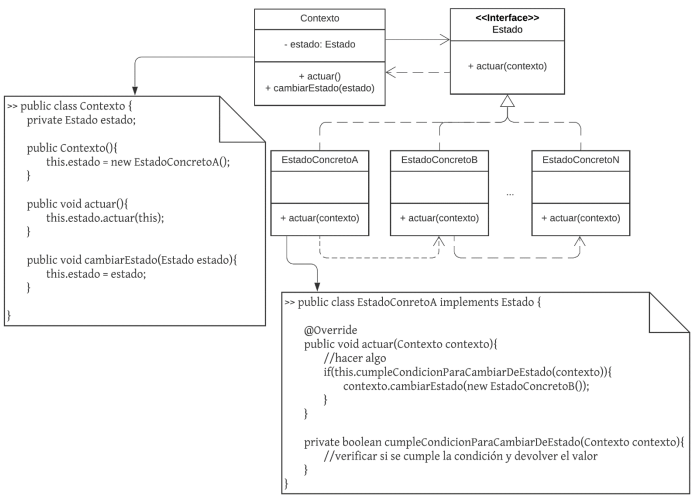 Contexto
- estado: Estado
+ actuar()
+ cambiarEstado(estado)
<<Interface>>
Estado
+ actuar(contexto)
>> public class Contexto {
private Estado estado;
public Contexto(){
this.estado = new EstadoConcretoA();
}
public void actuar(){
this.estado.actuar(this);
}
public void cambiarEstado(Estado estado){
this.estado = estado;
}
}
EstadoConcretoA
+ actuar(contexto)
EstadoConcretoB
+ actuar(contexto)
...
EstadoConcretoN
+ actuar(contexto)
>> public class EstadoConretoA implements Estado {
@Override
public void actuar(Contexto contexto){
//hacer algo
if(this.cumpleCondicionParaCambiarDeEstado(contexto)){
contexto.cambiarEstado(new EstadoConcretoB());
}
}
private boolean cumpleCondicionParaCambiarDeEstado(Contexto contexto){
//verificar si se cumple la condición y devolver el valor
}
}